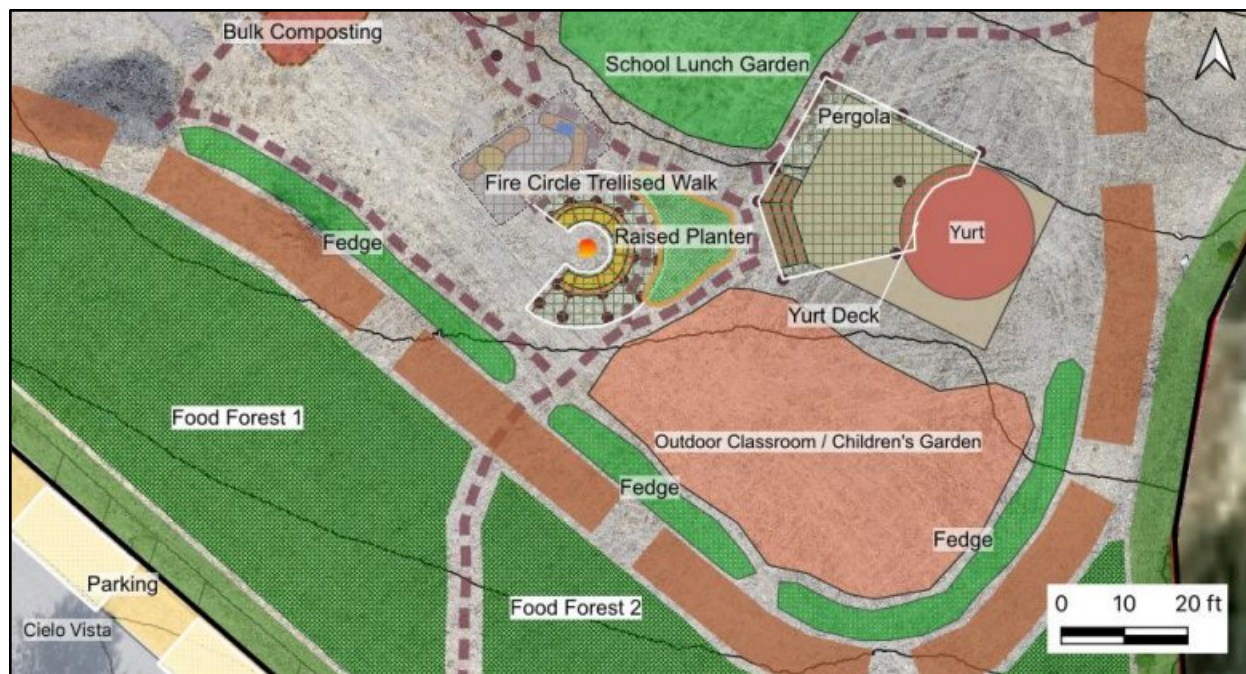 Bulk Composting
School Lunch Garden
Pergola
Fire Circle Trellised Walk
Fedge
Raised Planter
Yurt
Yurt Deck
Food Forest 1
Outdoor Classroom / Children's Garden
Fedge
Fedge
Parking
Food Forest 2
Cielo Vista
0 10 20 ft